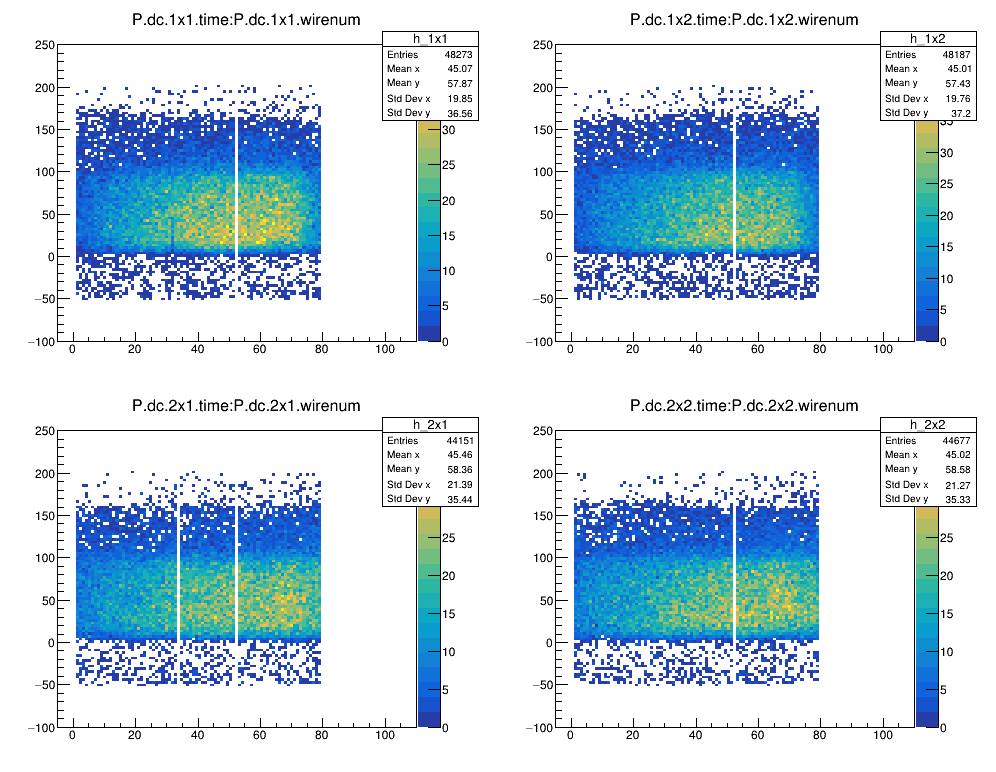 P.dc.1x1.time:P.dc.1x1.wirenum
h_1x1
Entries 48273
Mean x 45.07
Mean y 57.87
Std Dev x 19.85
Std Dev y 36.56
250
200
150
100
50
0
−50
−100
0 20 40 60 80 100
30
25
20
15
10
5
0
P.dc.1x2.time:P.dc.1x2.wirenum
h_1x2
Entries 48187
Mean x 45.01
Mean y 57.43
Std Dev x 19.76
Std Dev y 37.2
250
200
150
100
50
0
−50
−100
0 20 40 60 80 100
35
30
25
20
15
10
5
0
P.dc.2x1.time:P.dc.2x1.wirenum
h_2x1
Entries 44151
Mean x 45.46
Mean y 58.36
Std Dev x 21.39
Std Dev y 35.44
250
200
150
100
50
0
−50
−100
0 20 40 60 80 100
25
20
15
10
5
0
P.dc.2x2.time:P.dc.2x2.wirenum
h_2x2
Entries 44677
Mean x 45.02
Mean y 58.58
Std Dev x 21.27
Std Dev y 35.33
250
200
150
100
50
0
−50
−100
0 20 40 60 80 100
25
20
15
10
5
0